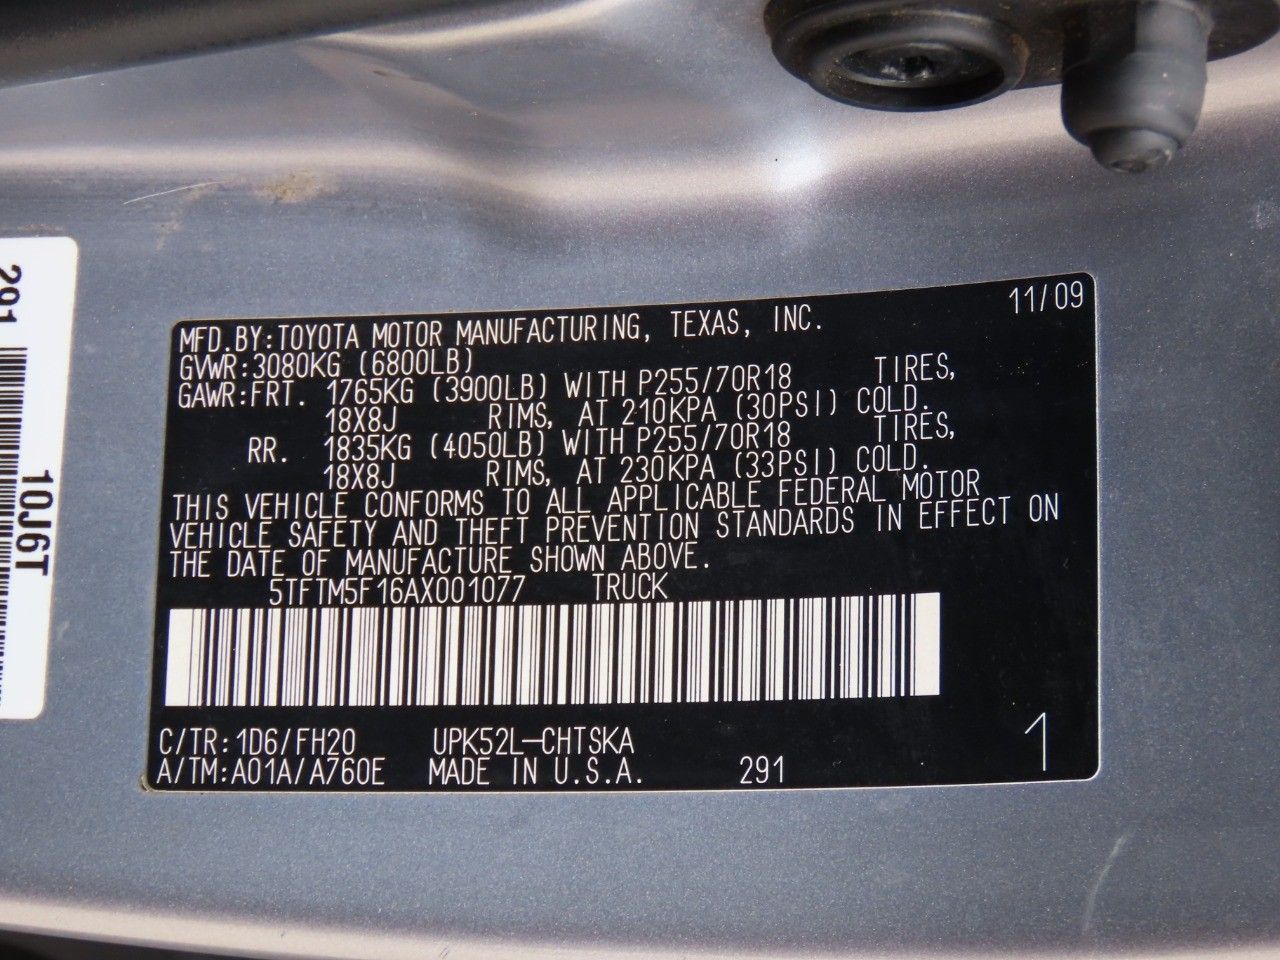 MFD.BY:TOYOTA MOTOR MANUFACTURING, TEXAS, INC. 11/09
GVWR:3080KG (6800LB)
GAWR:FRT. 1765KG (3900LB) WITH P255/70R18 TIRES,
18X8J RIMS, AT 210KPA (30PSI) COLD.
RR. 1835KG (4050LB) WITH P255/70R18 TIRES,
18X8J RIMS, AT 230KPA (33PSI) COLD.
THIS VEHICLE CONFORMS TO ALL APPLICABLE FEDERAL MOTOR
VEHICLE SAFETY AND THEFT PREVENTION STANDARDS IN EFFECT ON
THE DATE OF MANUFACTURE SHOWN ABOVE.
5TFTM5F16AX001077 TRUCK
C/TR:1D6/FH20 UPK52L-CHTSKA
A/TM:A01A/A760E MADE IN U.S.A. 291
1
291
10J6T